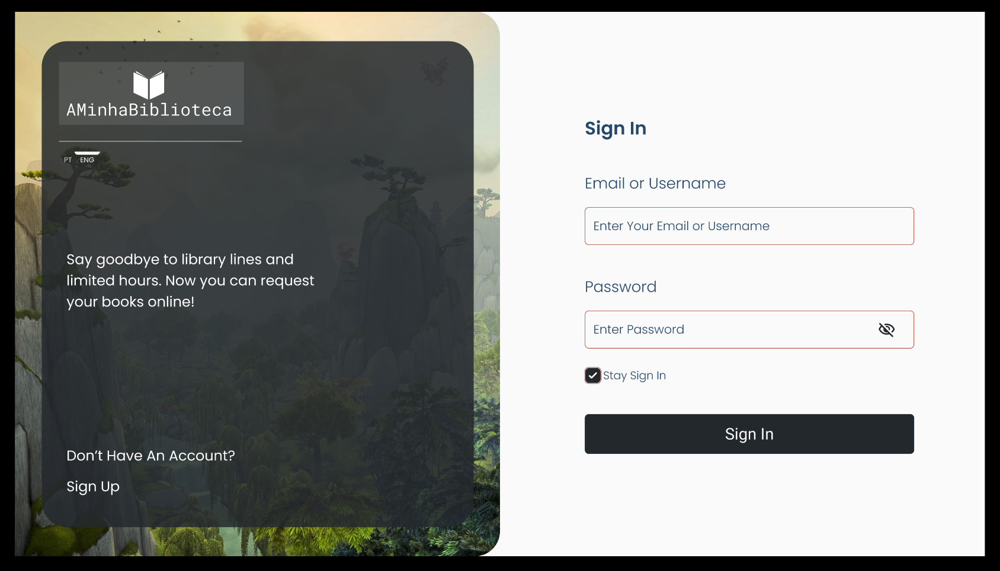 AMinhaBiblioteca
PT ENG
Say goodbye to library lines and
limited hours. Now you can request
your books online!
Don’t Have An Account?
Sign Up
Sign In
Email or Username
Enter Your Email or Username
Password
Enter Password
Stay Sign In
Sign In